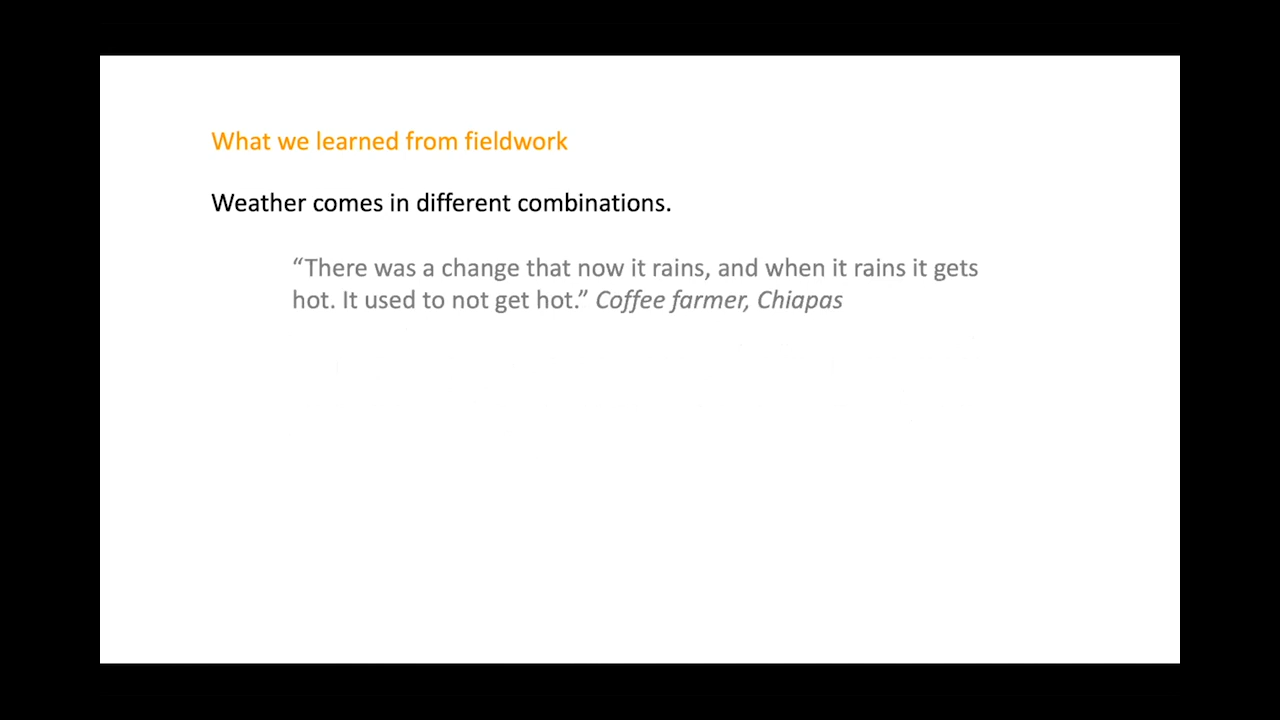 What we learned from fieldwork
Weather comes in different combinations.
“There was a change that now it rains, and when it rains it gets
hot. It used to not get hot.” Coffee farmer, Chiapas